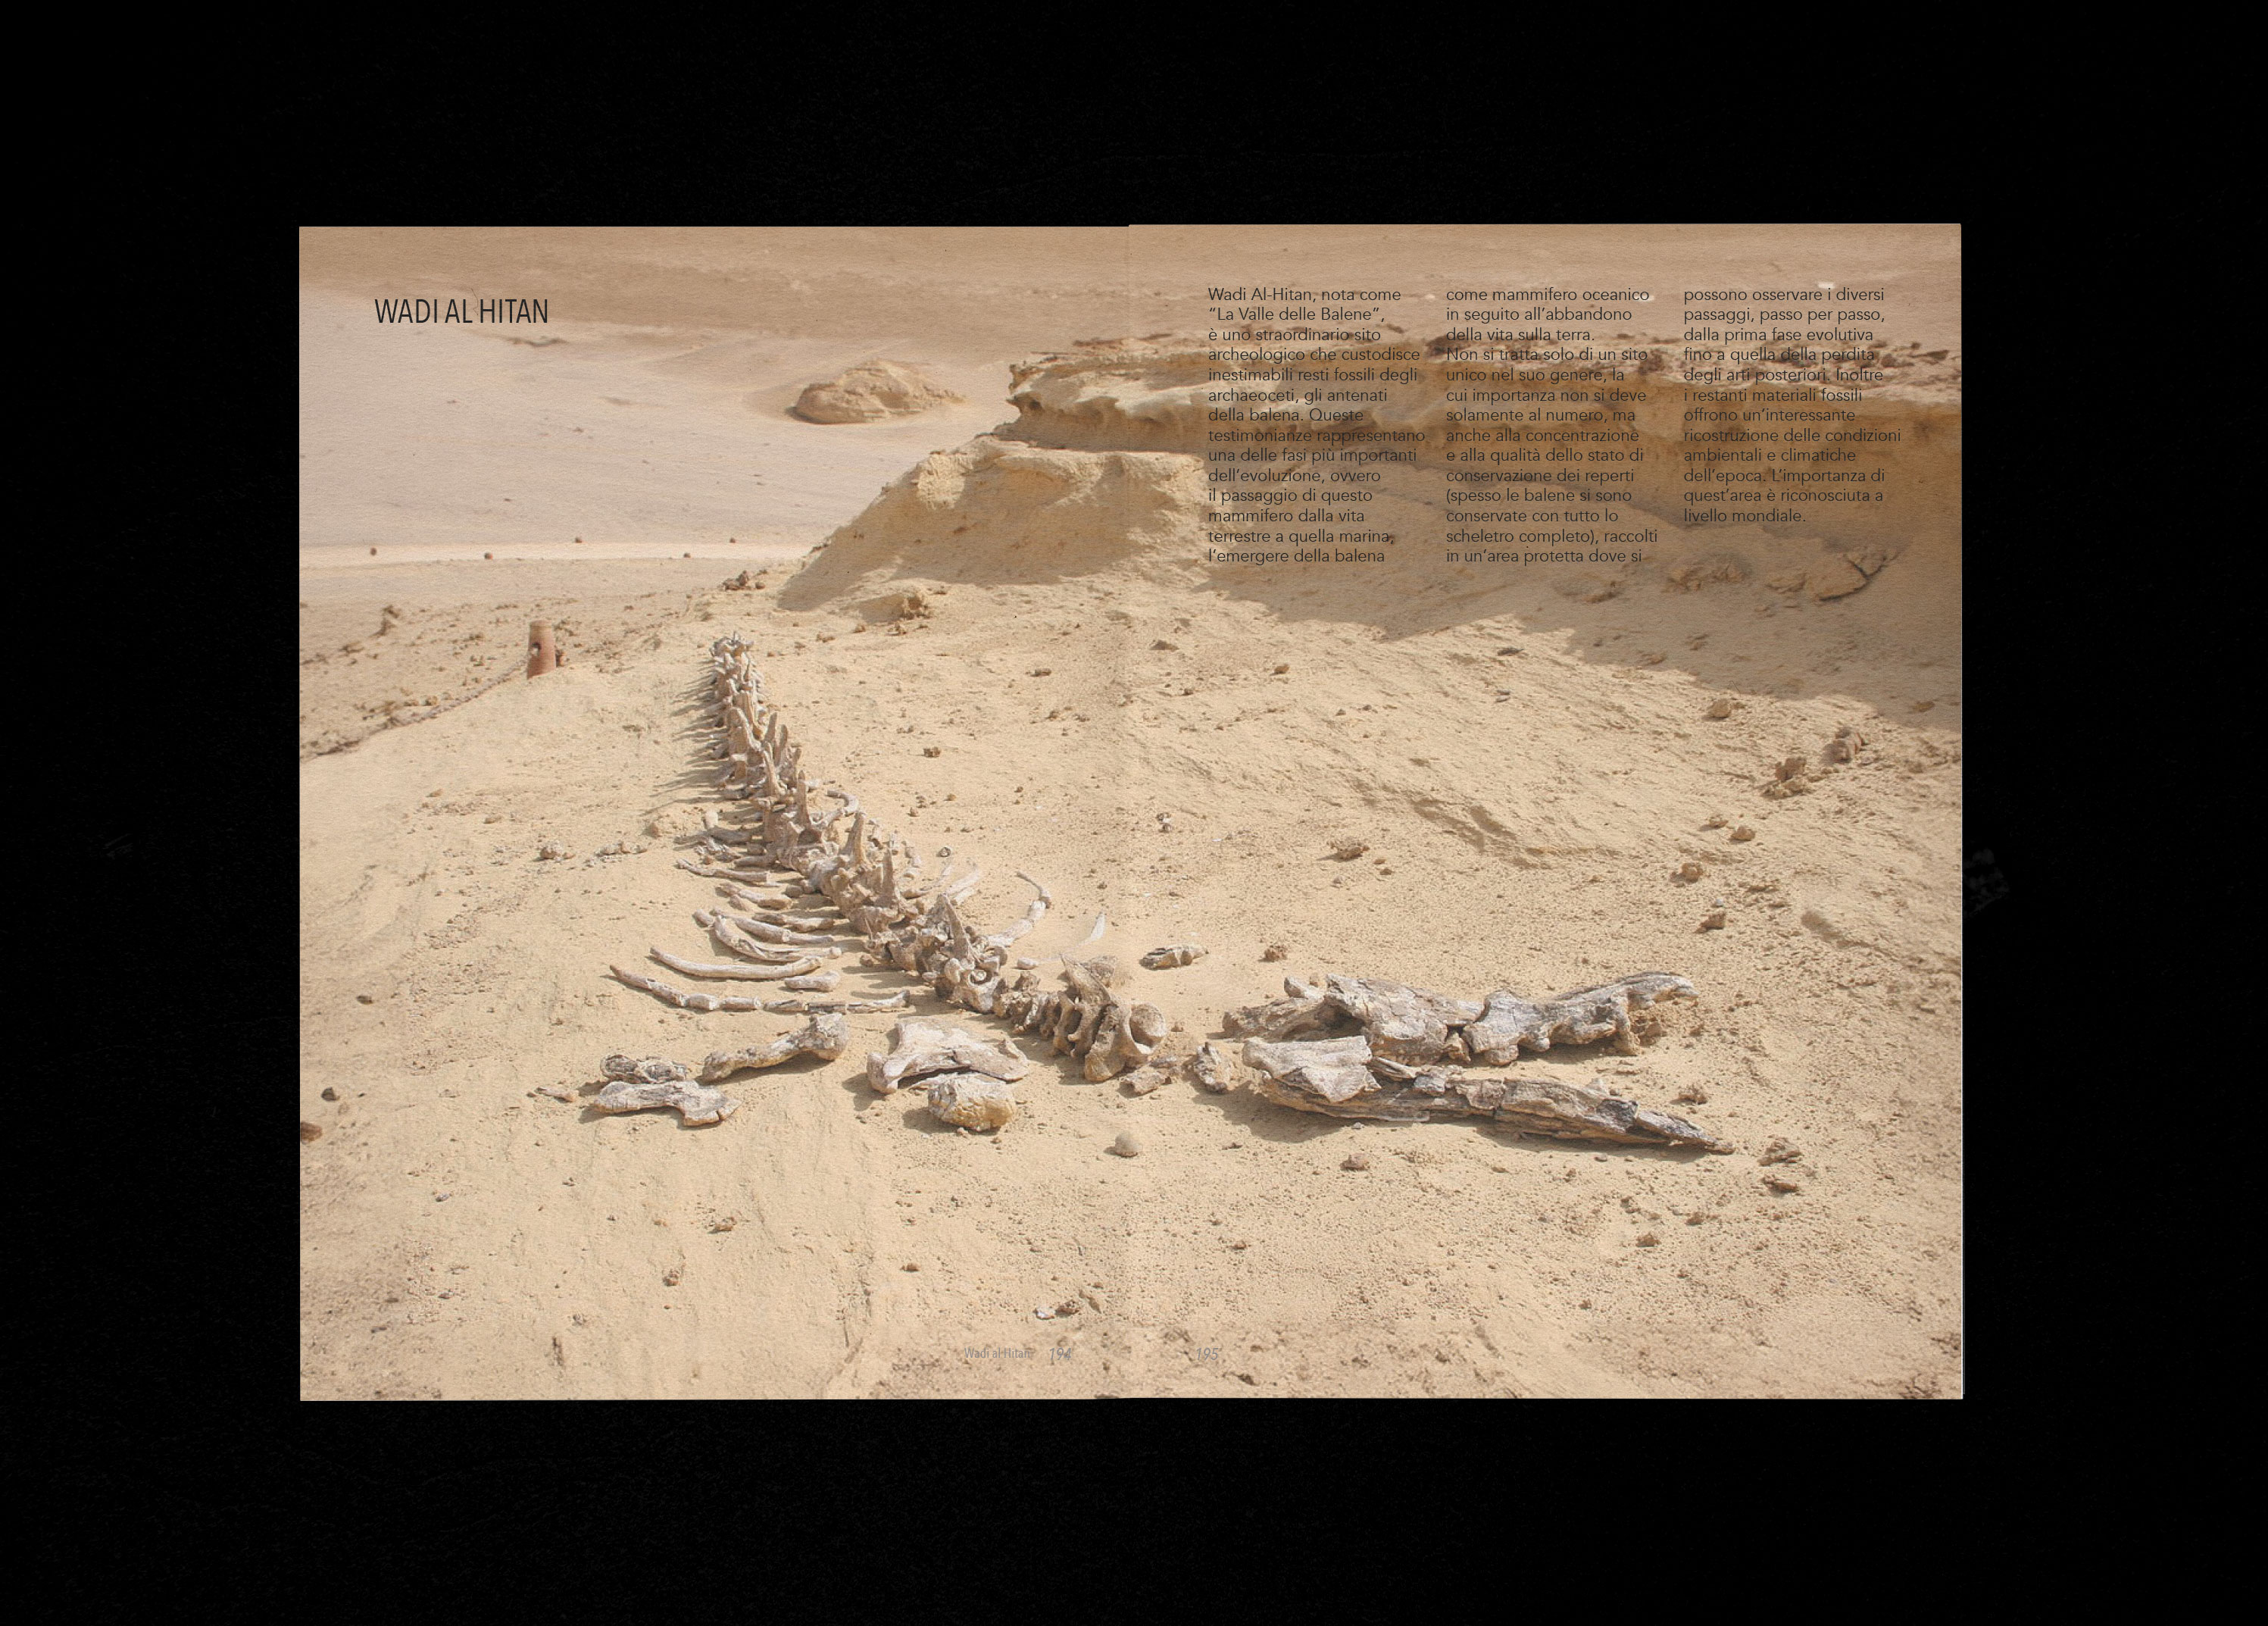 WADI AL HITAN
Wadi Al-Hitan, nota come
“La Valle delle Balene”,
è uno straordinario sito
archeologico che custodisce
inestimabili resti fossili degli
archaeoceti, gli antenati
della balena. Queste
testimonianze rappresentano
una delle fasi più importanti
dell’evoluzione, ovvero
il passaggio di questo
mammifero dalla vita
terrestre a quella marina,
l’emergere della balena
come mammifero oceanico
in seguito all’abbandono
della vita sulla terra.
Non si tratta solo di un sito
unico nel suo genere, la
cui importanza non si deve
solamente al numero, ma
anche alla concentrazione
e alla qualità dello stato di
conservazione dei reperti
(spesso le balene si sono
conservate con tutto lo
scheletro completo), raccolti
in un’area protetta dove si
possono osservare i diversi
passaggi, passo per passo,
dalla prima fase evolutiva
fino a quella della perdita
degli arti posteriori. Inoltre
i restanti materiali fossili
offrono un’interessante
ricostruzione delle condizioni
ambientali e climatiche
dell’epoca. L’importanza di
quest’area è riconosciuta a
livello mondiale.
Wadi al Hitan 194
195